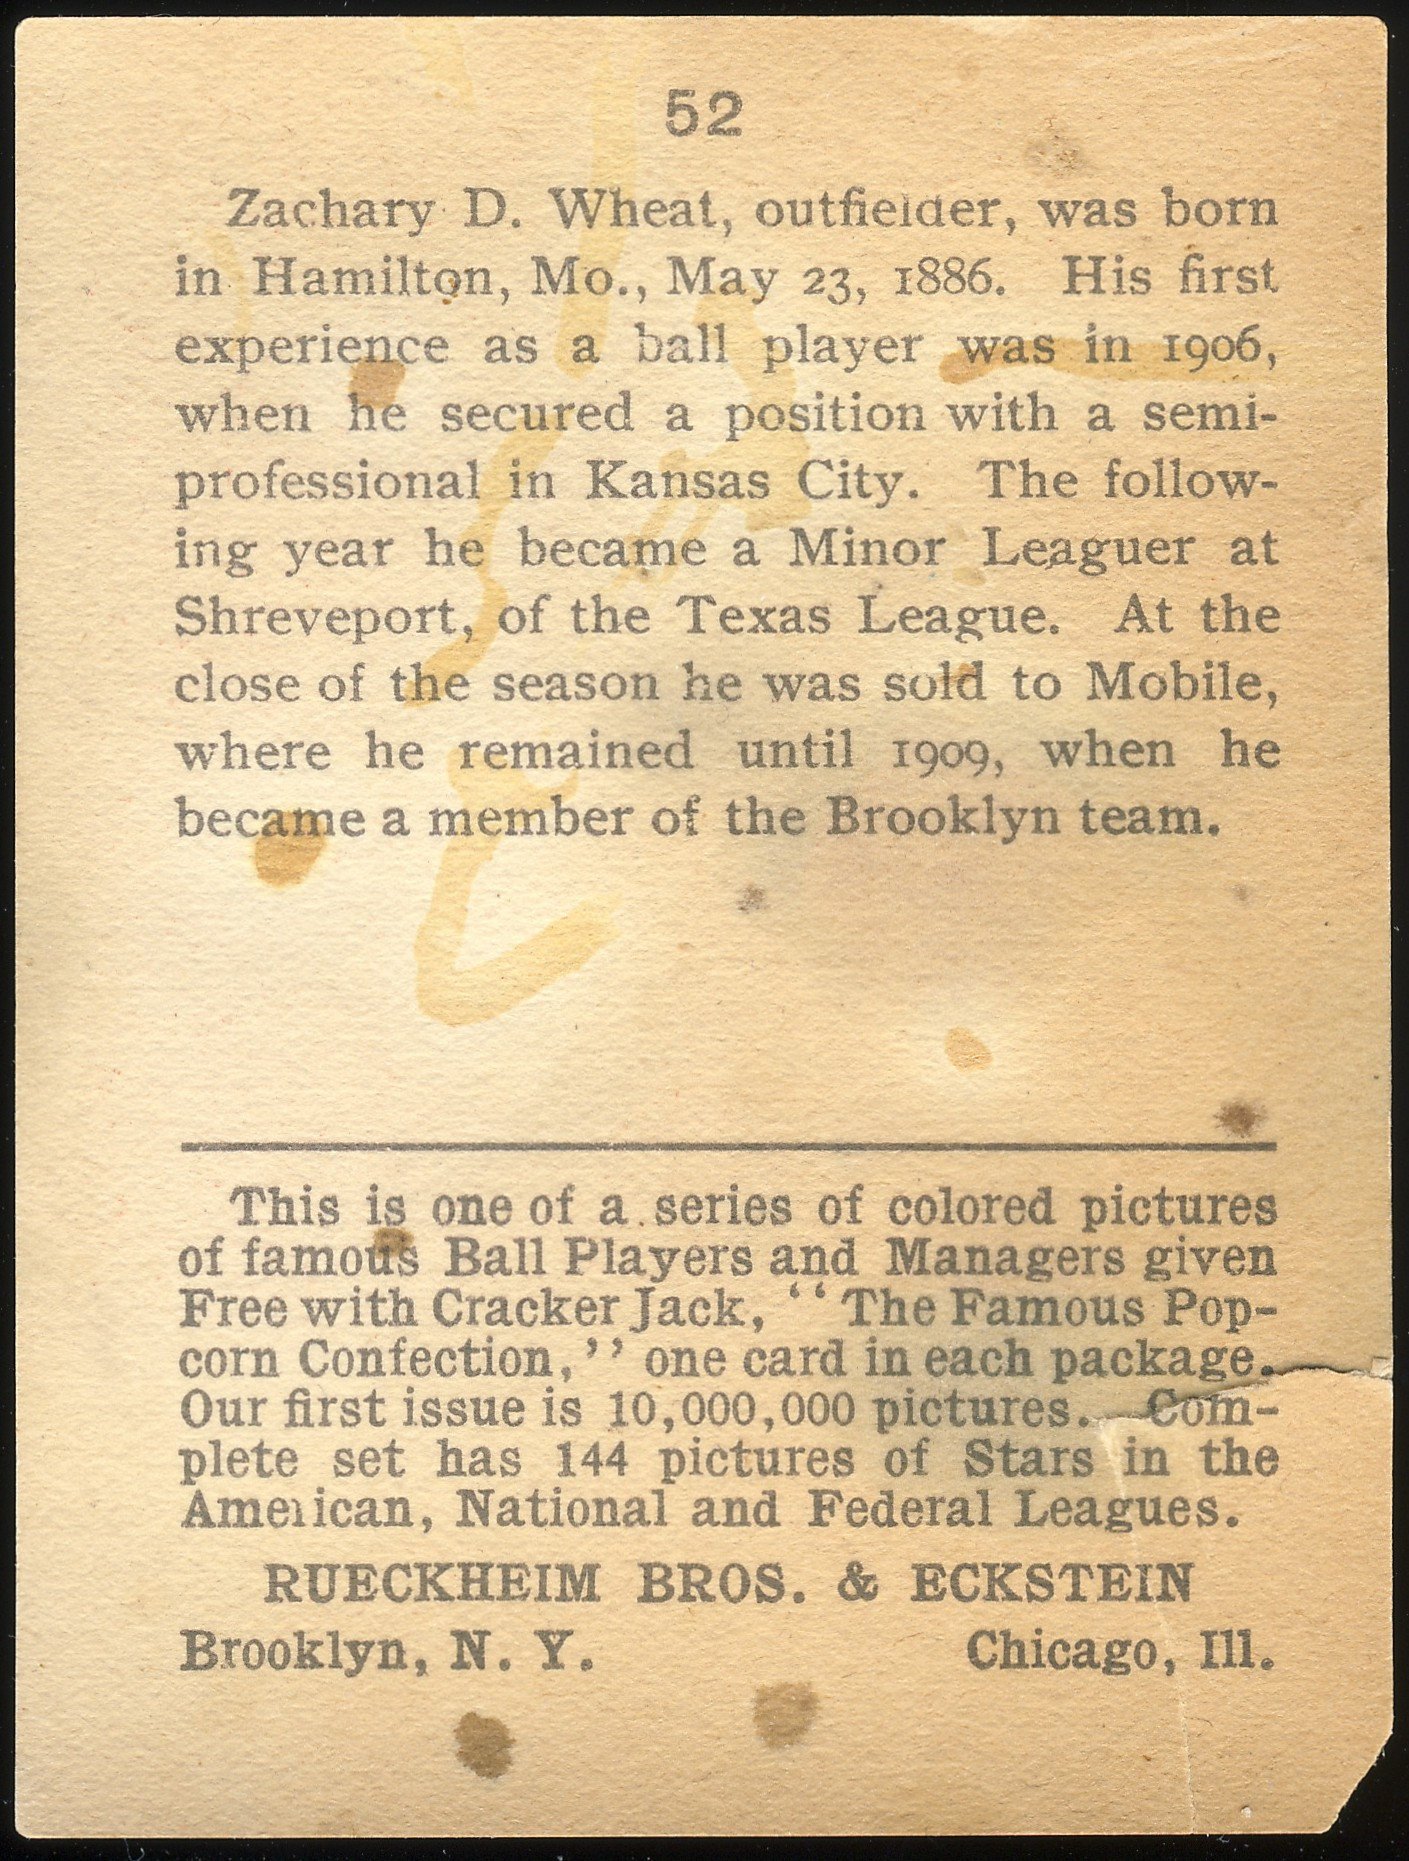 52
Zachary D. Wheat, outfielder, was born
in Hamilton, Mo., May 23, 1886. His first
experience as a ball player was in 1906,
when he secured a position with a semi-
professional in Kansas City. The follow-
ing year he became a Minor Leaguer at
Shreveport, of the Texas League. At the
close of the season he was sold to Mobile,
where he remained until 1909, when he
became a member of the Brooklyn team.
This is one of a series of colored pictures
of famous Ball Players and Managers given
Free with Cracker Jack, "The Famous Pop-
corn Confection," one card in each package.
Our first issue is 10,000,000 pictures. Com-
plete set has 144 pictures of Stars in the
American, National and Federal Leagues.
RUECKHEIM BROS. & ECKSTEIN
Brooklyn, N. Y. Chicago, Ill.